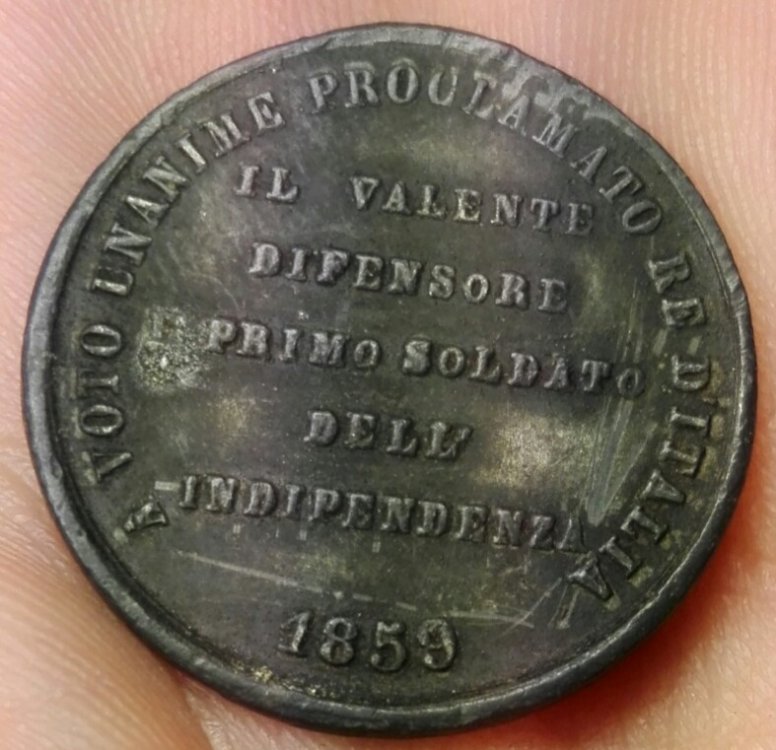 A VOTO UNANIME PROCLAMATO RE D'ITALIA
IL VALENTE
DIFENSORE
PRIMO SOLDATO
DELL'
INDIPENDENZA
1859